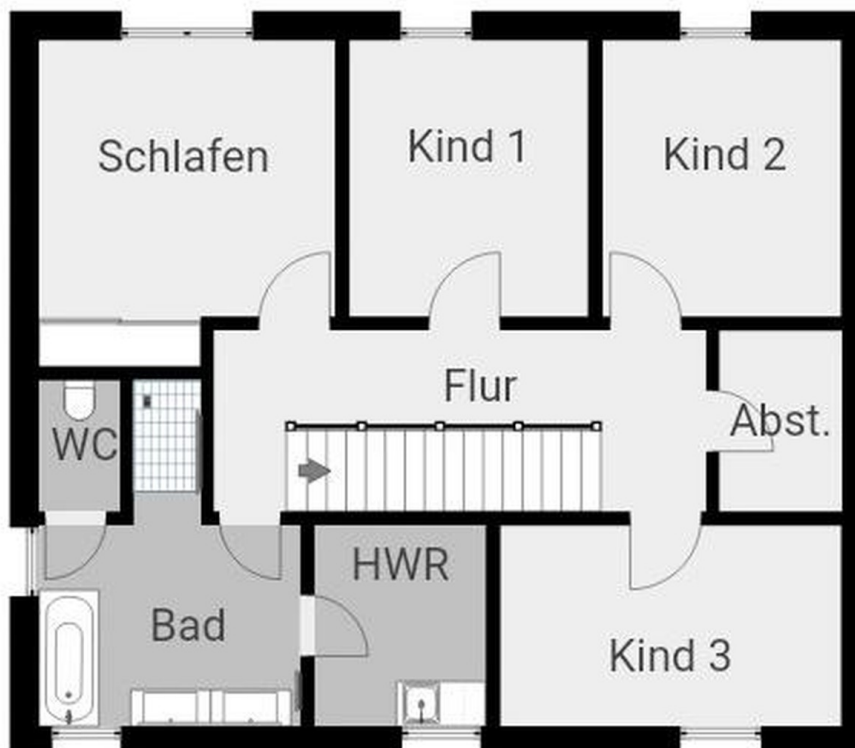 Schlafen
Kind 1
Kind 2
Flur
Abst.
WC
HWR
Bad
Kind 3